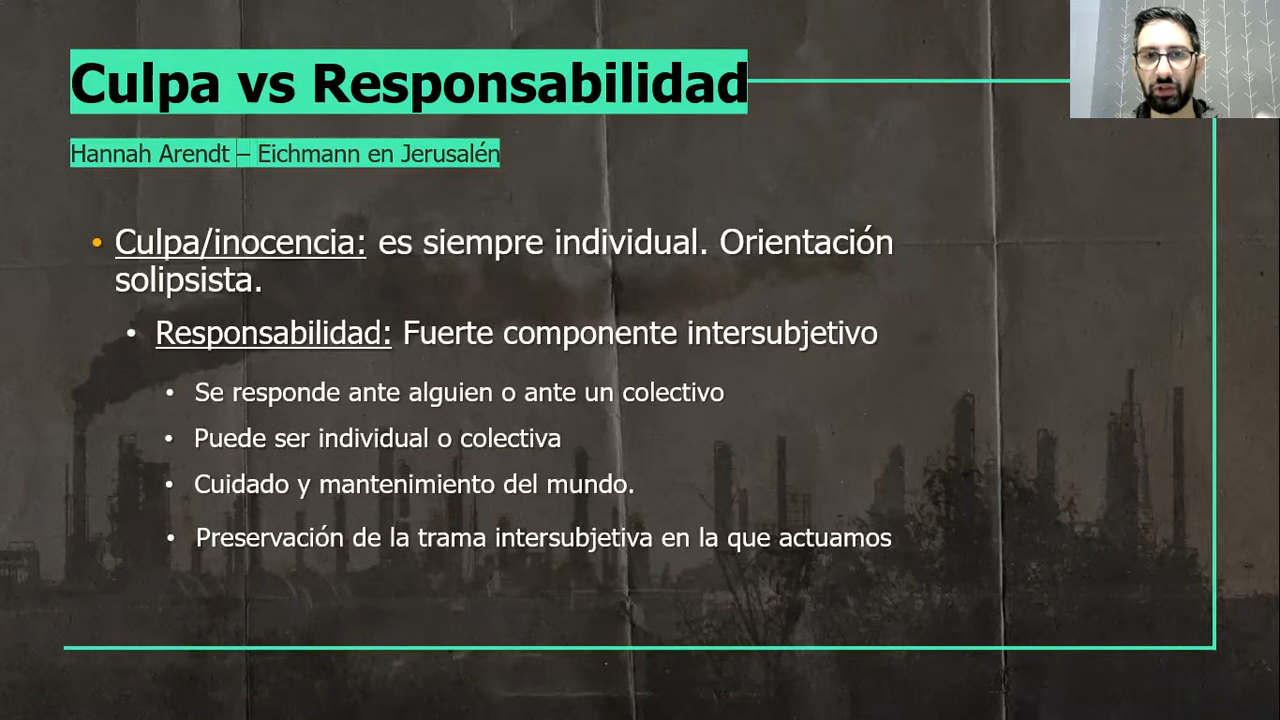 Culpa vs Responsabilidad
Hannah Arendt – Eichmann en Jerusalén
• Culpa/inocencia: es siempre individual. Orientación
solipsista.
• Responsabilidad: Fuerte componente intersubjetivo
• Se responde ante alguien o ante un colectivo
• Puede ser individual o colectiva
• Cuidado y mantenimiento del mundo.
• Preservación de la trama intersubjetiva en la que actuamos